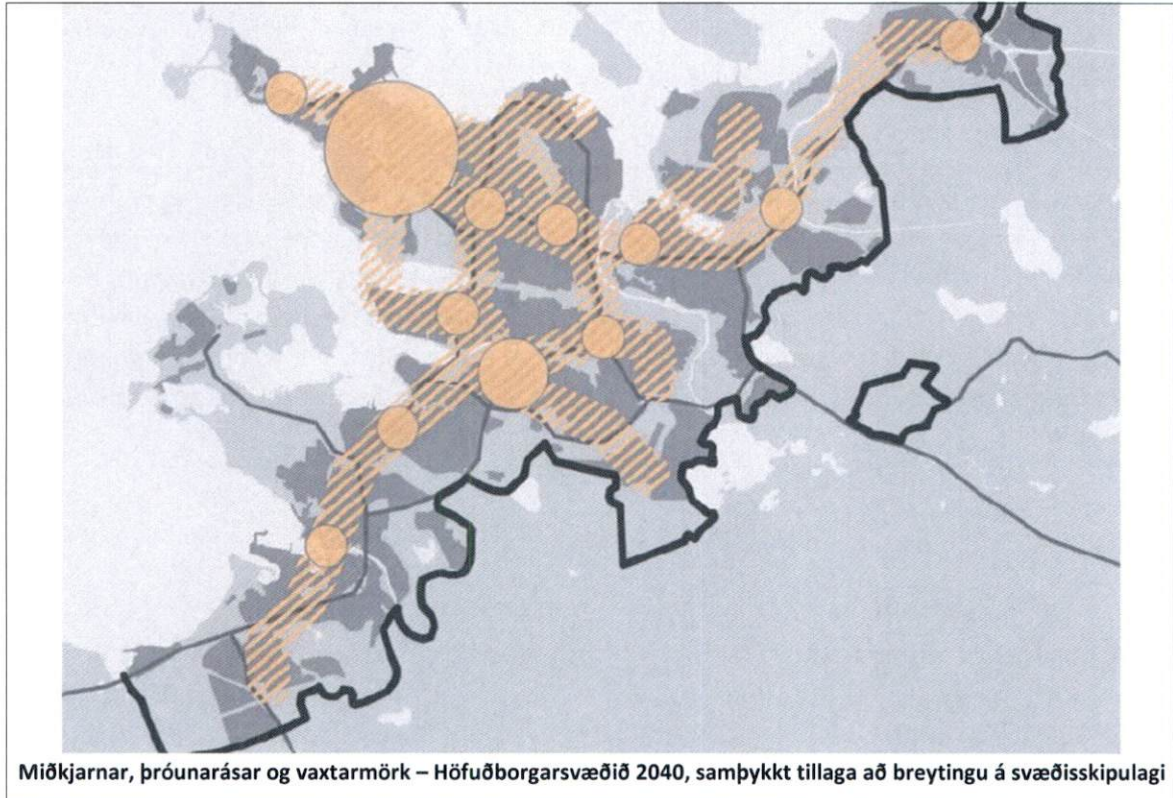 Miðkjarnar, þróunarásar og vaxtarmörk – Höfuðborgarsvæðið 2040, samþykkt tillaga að breytingu á svæðisskipulagi